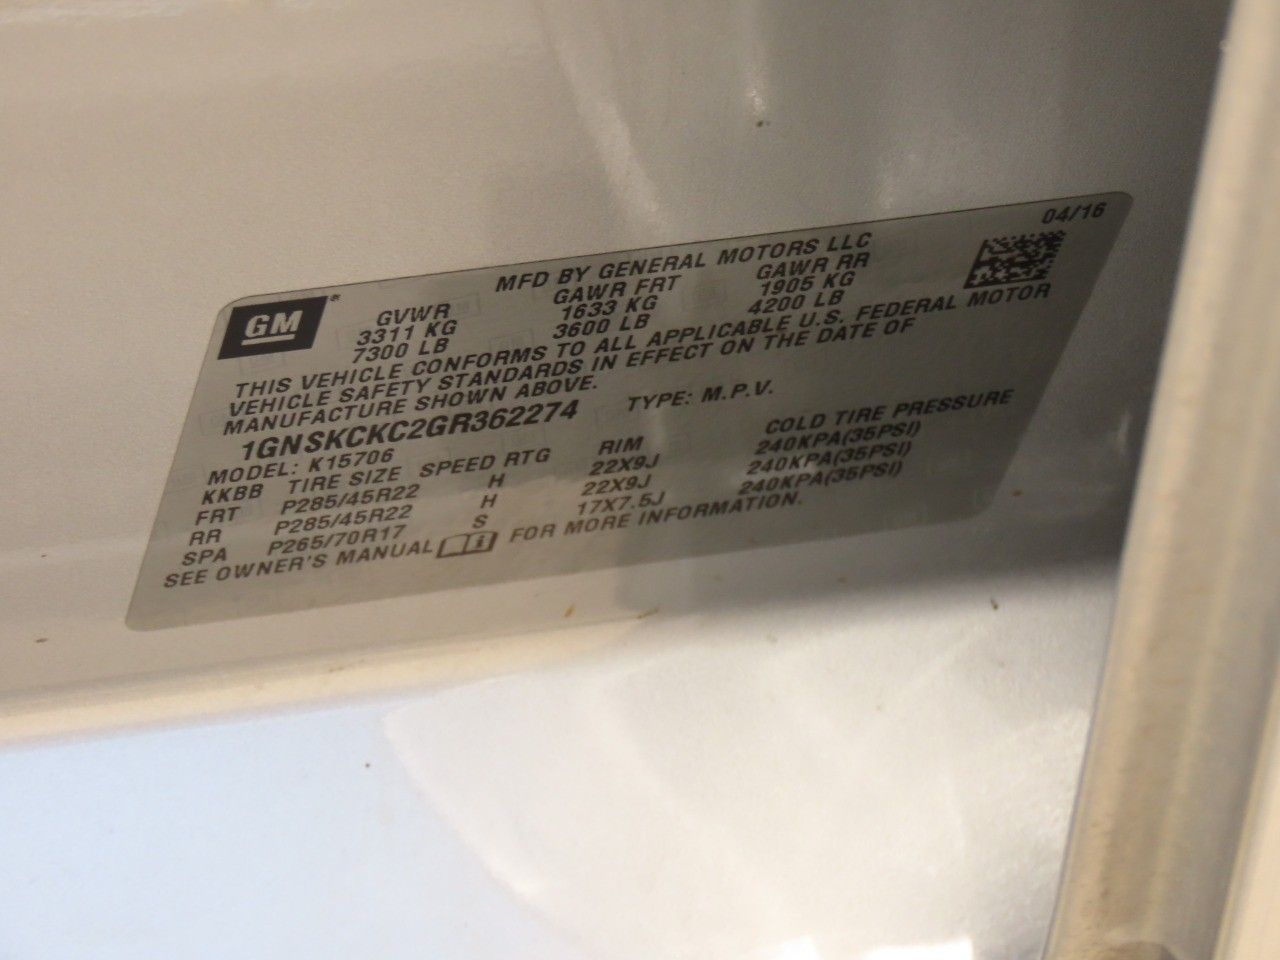 04/16
MFD BY GENERAL MOTORS LLC
GM®
GVWR GAWR FRT GAWR RR
3311 KG 1633 KG 1905 KG
7300 LB 3600 LB 4200 LB
THIS VEHICLE CONFORMS TO ALL APPLICABLE U.S. FEDERAL MOTOR
VEHICLE SAFETY STANDARDS IN EFFECT ON THE DATE OF
MANUFACTURE SHOWN ABOVE.
1GNSKCKC2GR362274 TYPE: M.P.V.
MODEL: K15706
KKBB TIRE SIZE SPEED RTG RIM COLD TIRE PRESSURE
FRT P285/45R22 H 22X9J 240KPA(35PSI)
RR P285/45R22 H 22X9J 240KPA(35PSI)
SPA P265/70R17 S 17X7.5J 240KPA(35PSI)
SEE OWNER'S MANUAL i FOR MORE INFORMATION.